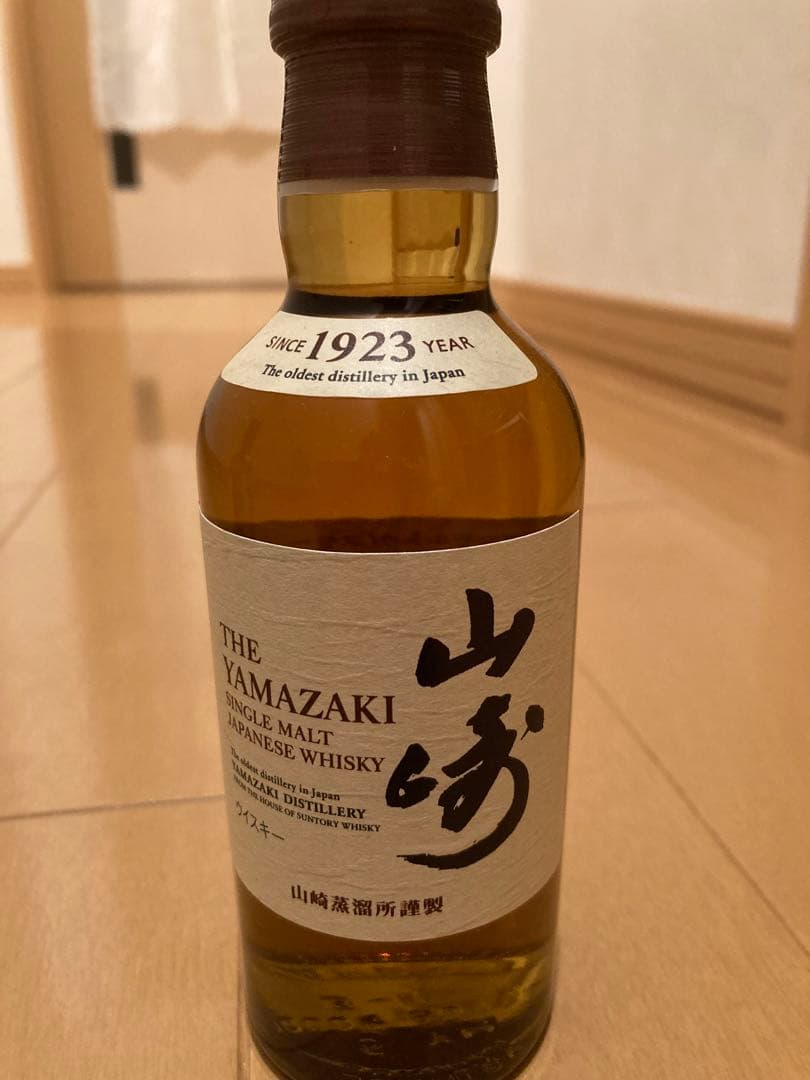 SINCE 1923 YEAR
The oldest distillery in Japan
THE
YAMAZAKI
SINGLE MALT
JAPANESE WHISKY
The oldest distillery in Japan
YAMAZAKI DISTILLERY
FROM THE HOUSE OF SUNTORY WHISKY
ウイスキー
山崎
山崎蒸溜所謹製